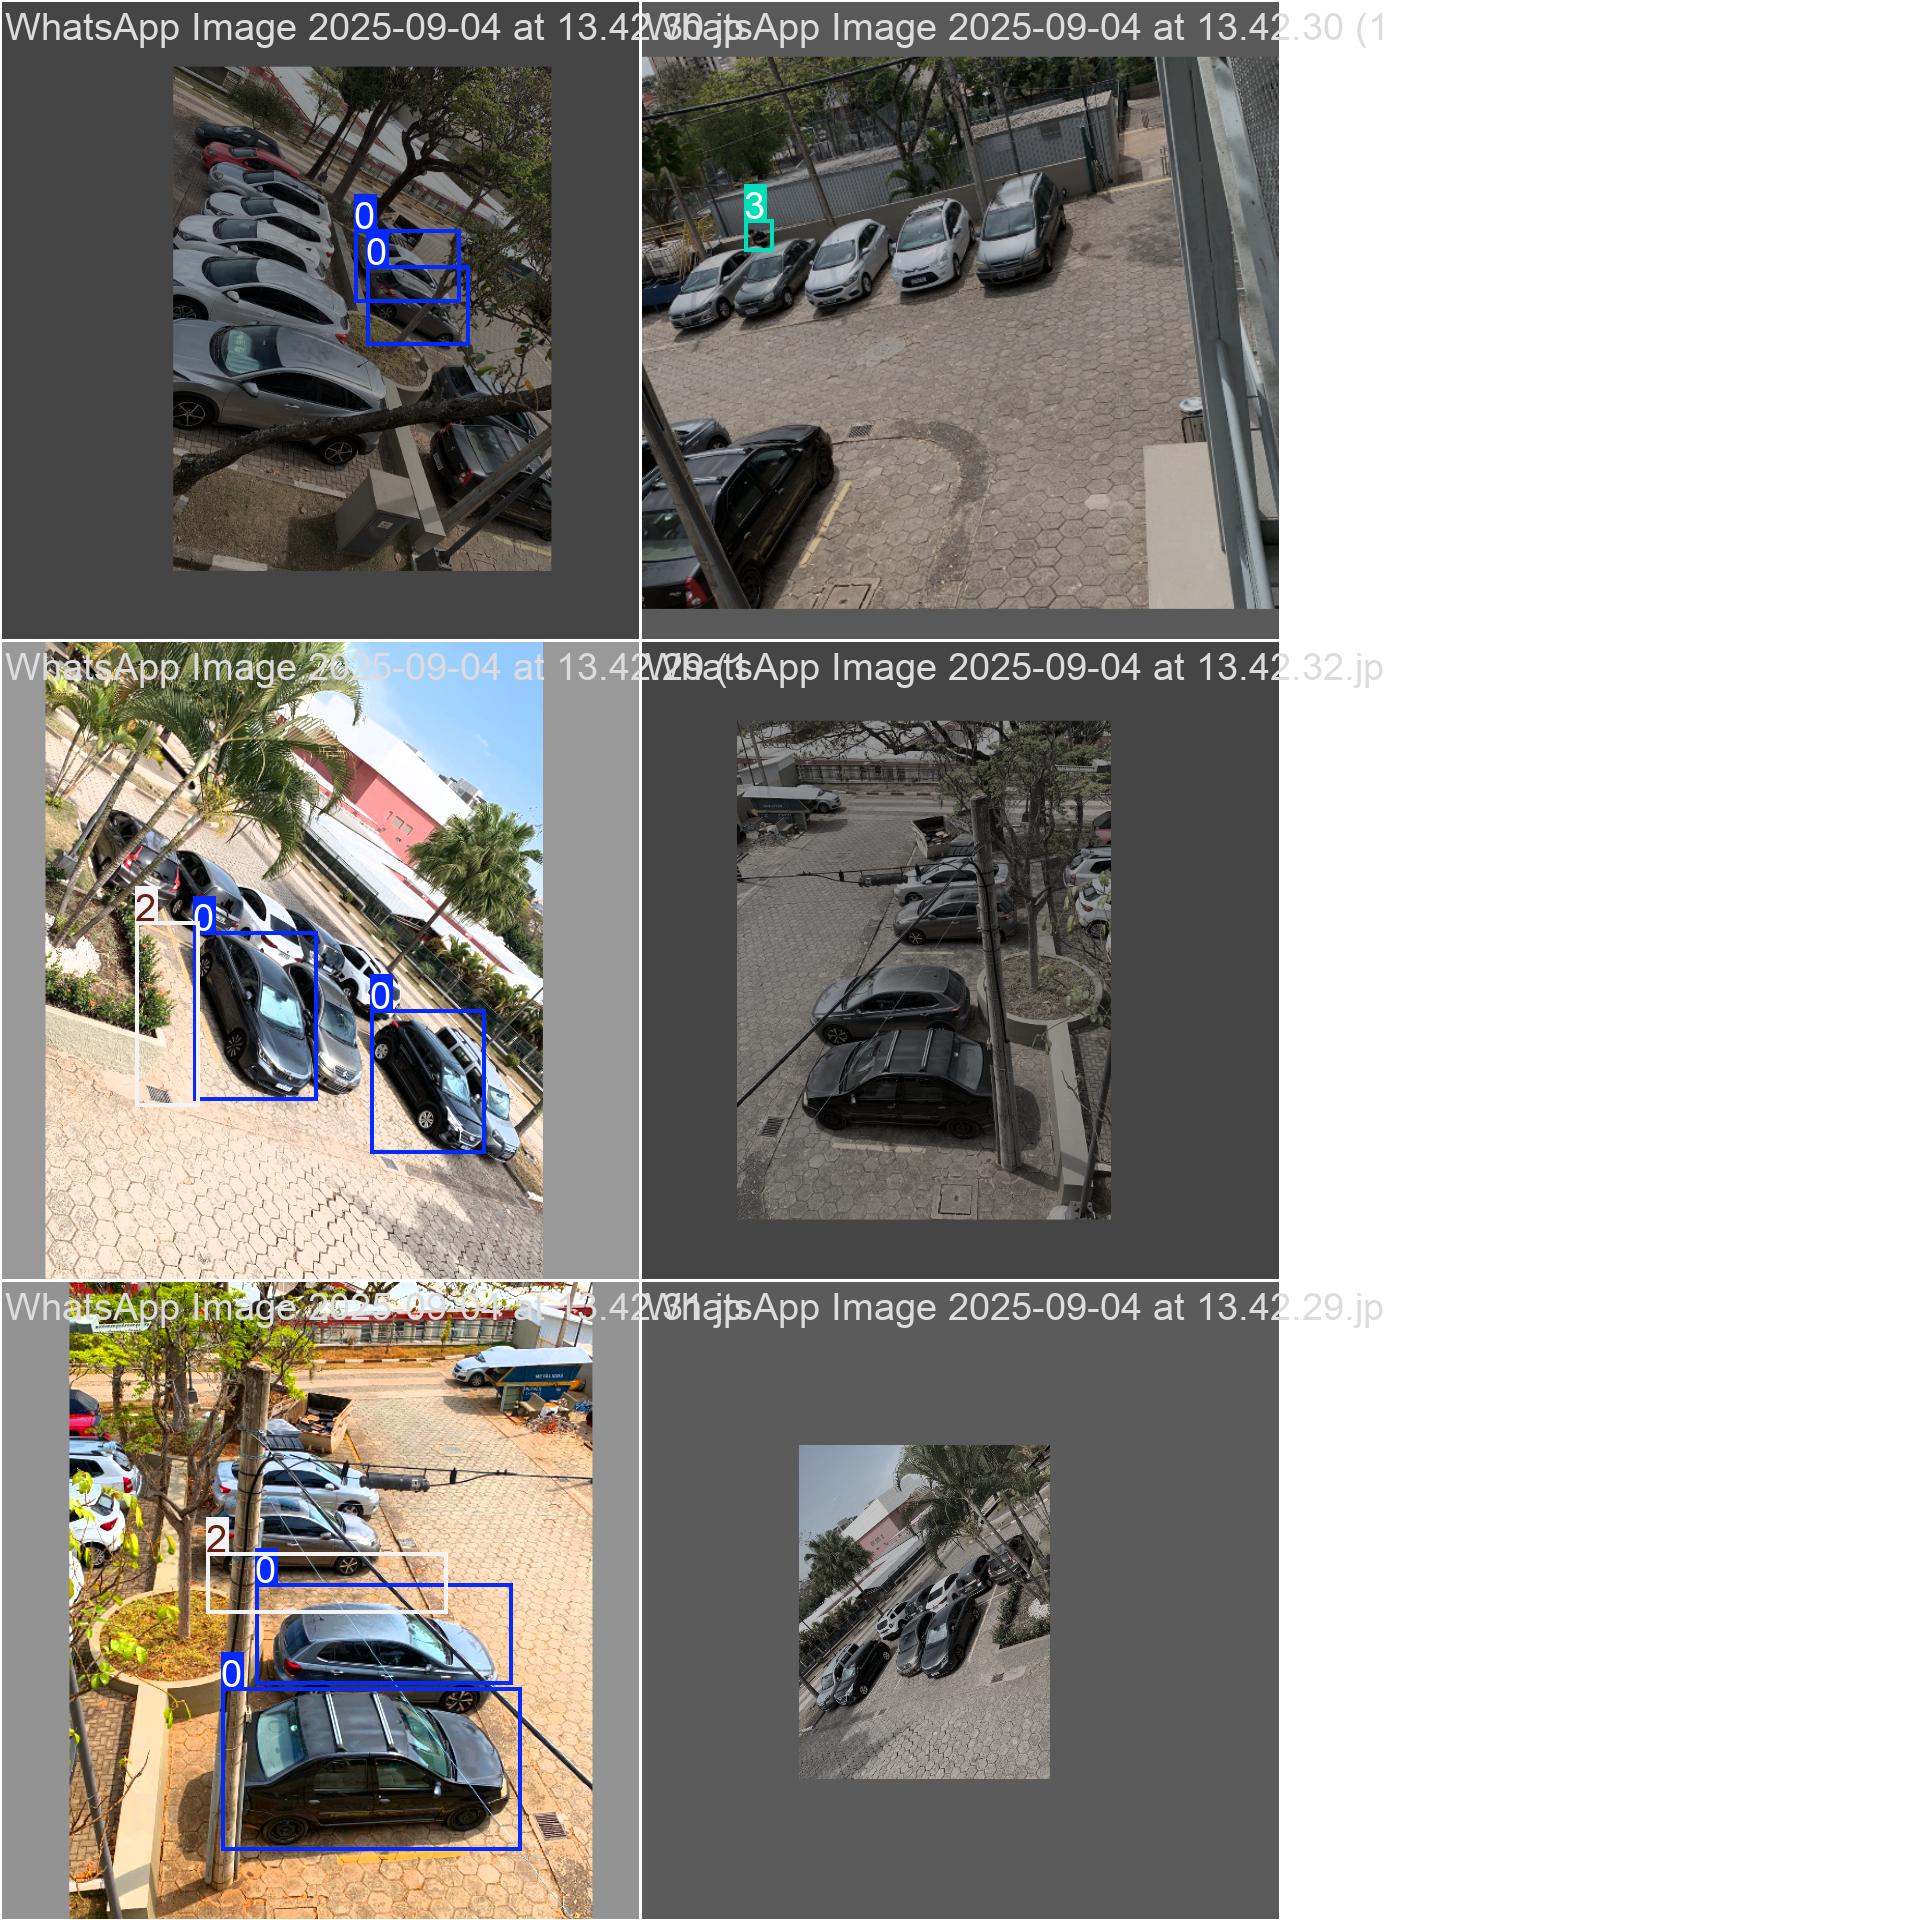 WhatsApp Image 2025-09-04 at 13.42.30.jp
WhatsApp Image 2025-09-04 at 13.42.30 (1
0
0
3
WhatsApp Image 2025-09-04 at 13.42.29 (1
WhatsApp Image 2025-09-04 at 13.42.32.jp
2
0
0
WhatsApp Image 2025-09-04 at 13.42.31.jp
WhatsApp Image 2025-09-04 at 13.42.29.jp
2
0
0